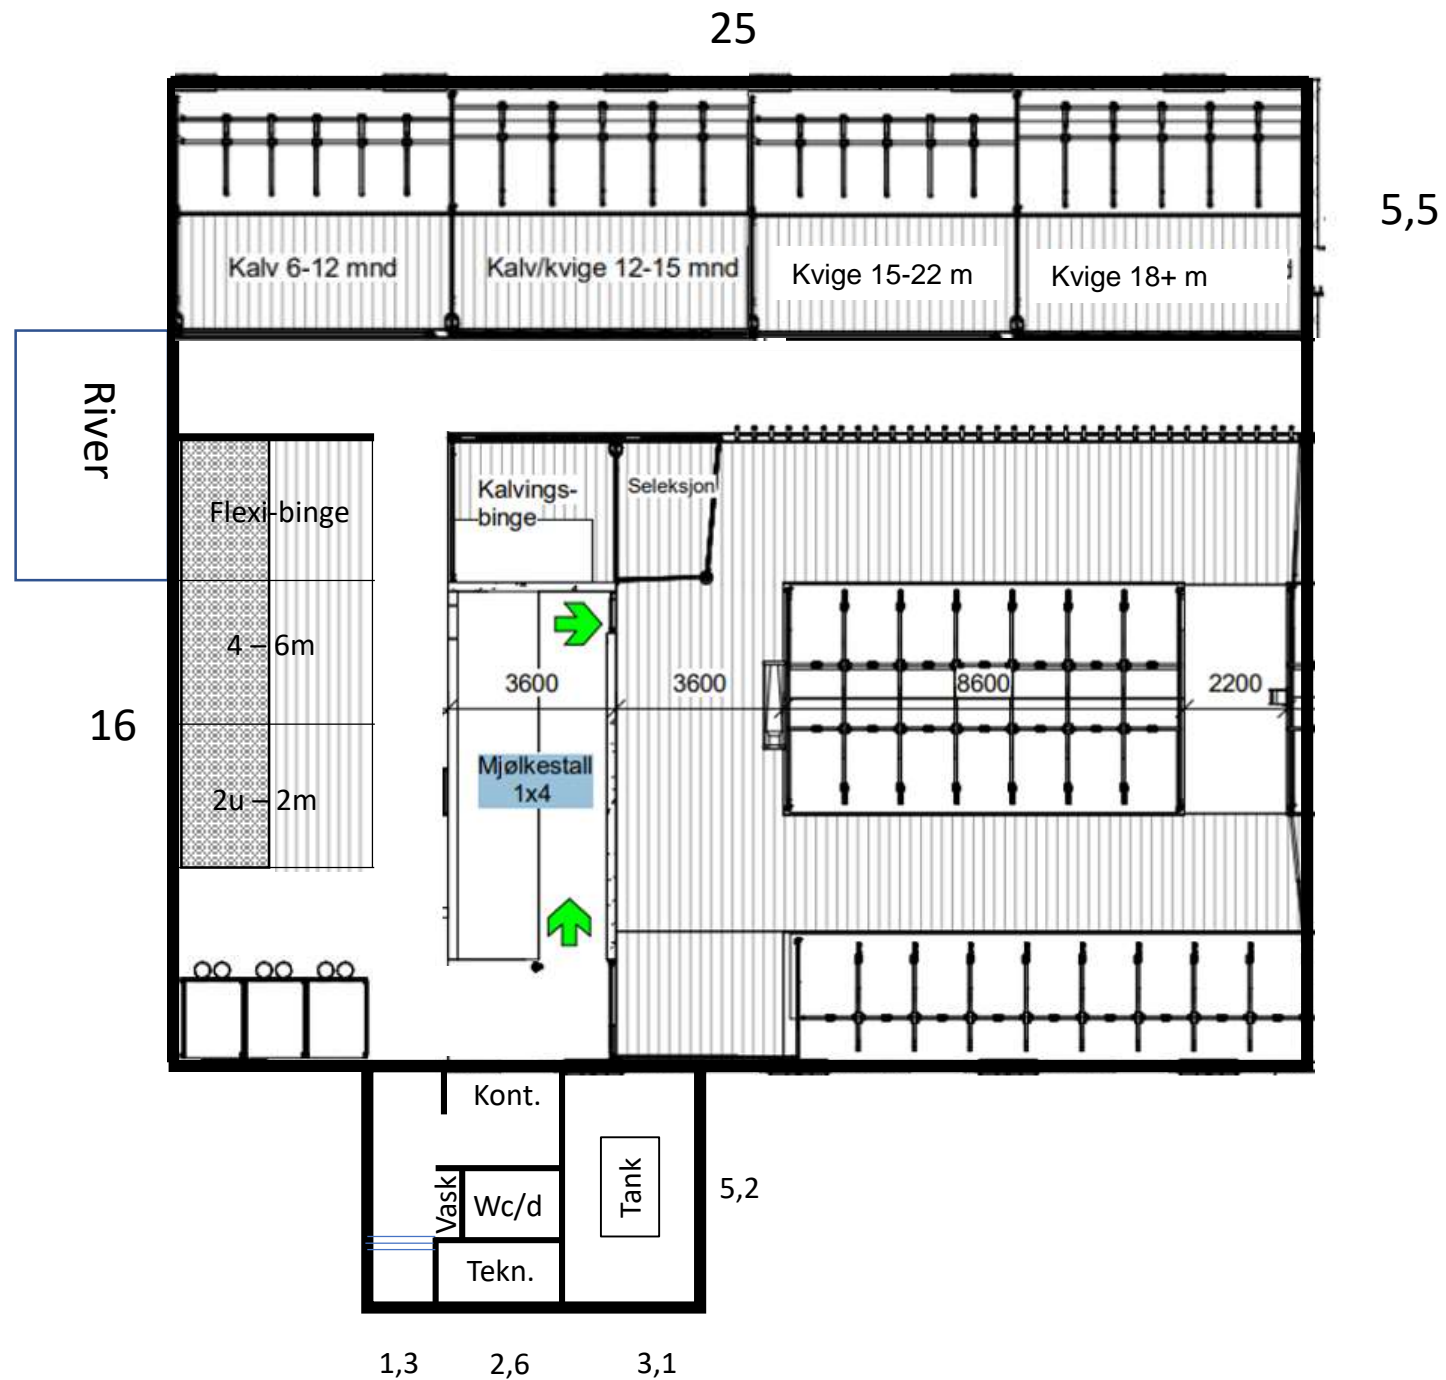 25
5,5
Kalv 6-12 mnd
Kalv/kvige 12-15 mnd
Kvige 15-22 m
Kvige 18+ m
River
Flexi-binge
Kalvings-
binge
Seleksjon
4 – 6m
3600
3600
8600
2200
16
Mjølkestall
1x4
2u – 2m
Kont.
Vask
Wc/d
Tank
5,2
Tekn.
1,3
2,6
3,1